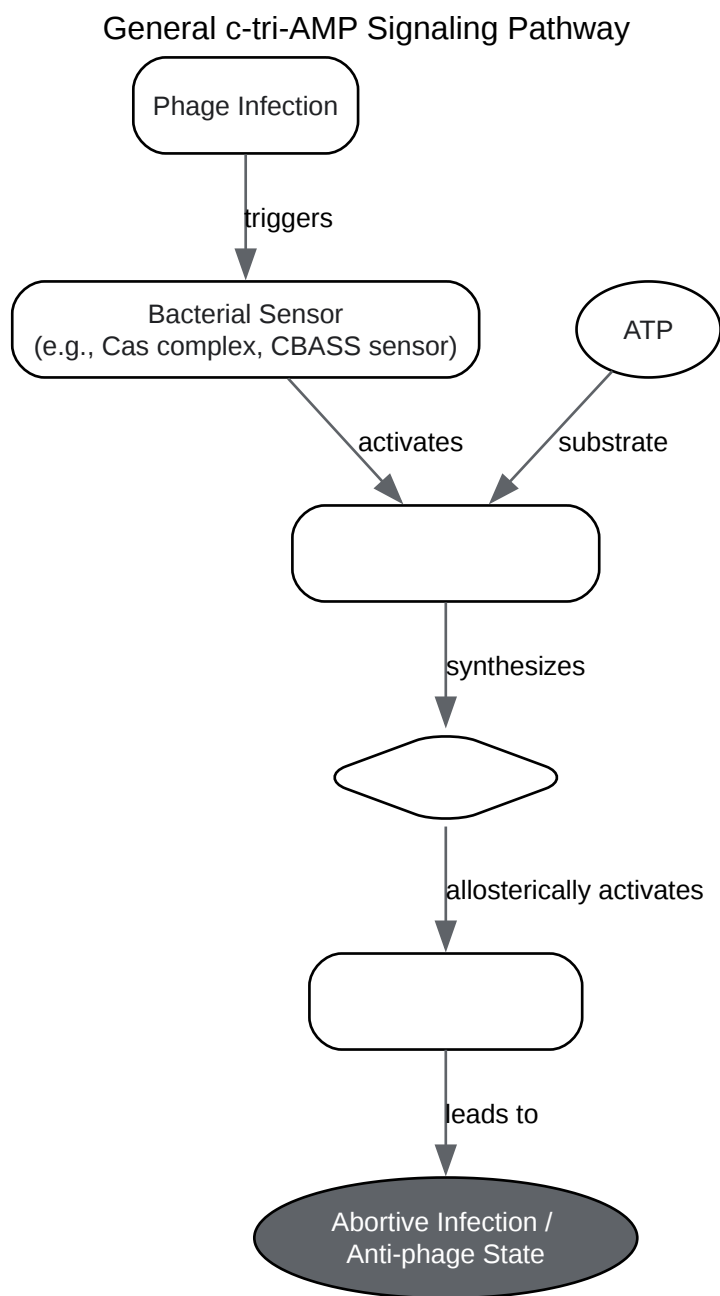 General c-tri-AMP Signaling Pathway
Phage Infection
triggers
Bacterial Sensor
(e.g., Cas complex, CBASS sensor)
ATP
activates
substrate
synthesizes
allosterically activates
leads to
Abortive Infection /
Anti-phage State